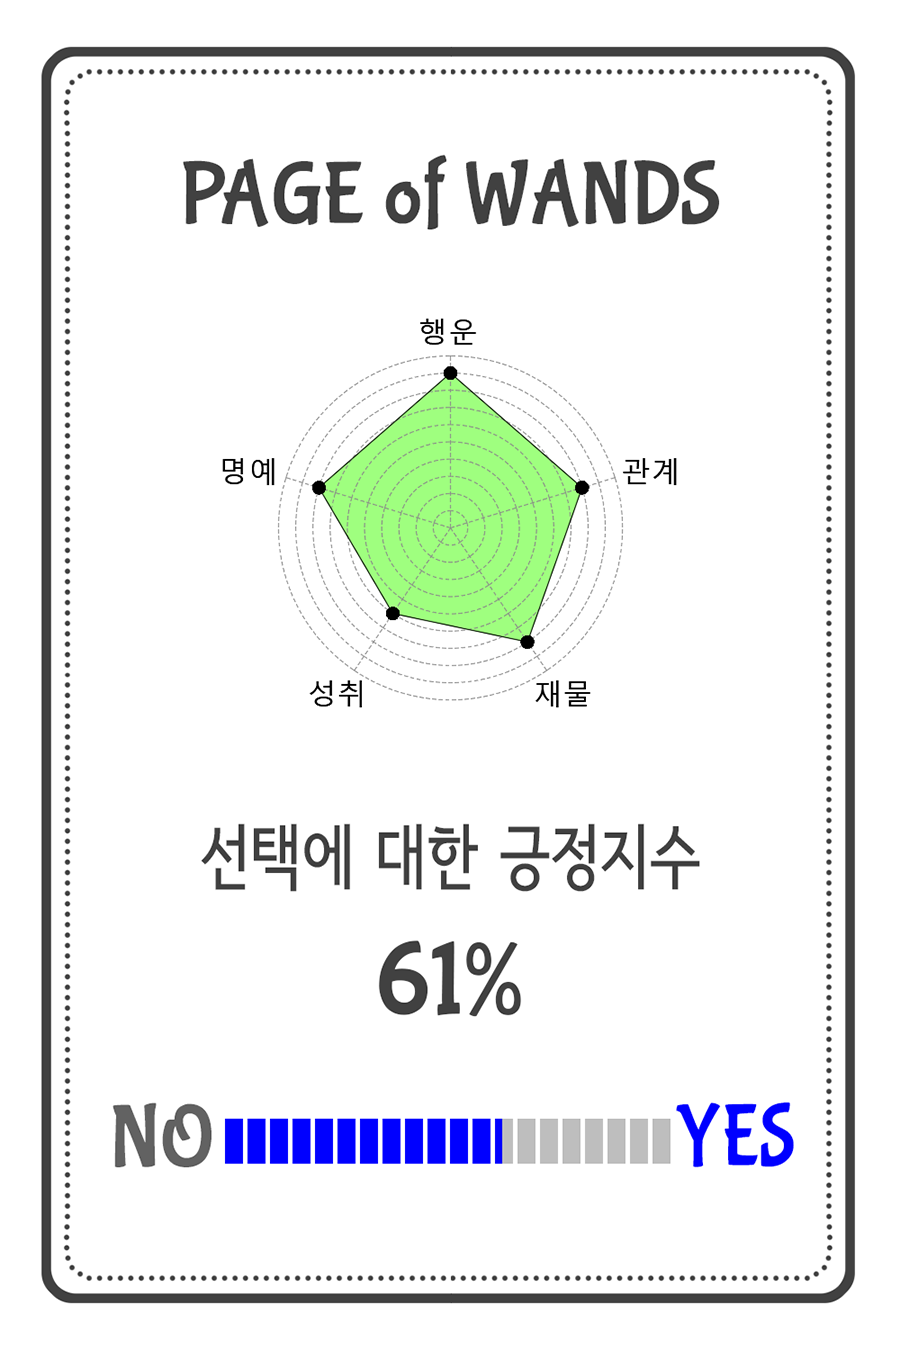 PAGE of WANDS
행운
명예
관계
성취
재물
선택에 대한 긍정지수
61%
NO YES